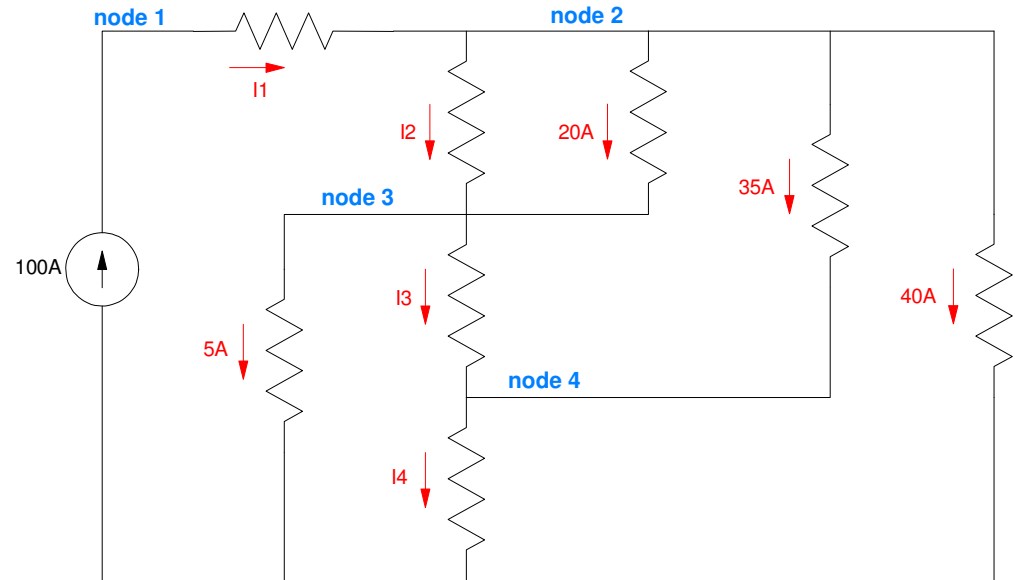 node 1
node 2
I1
I2
20A
35A
node 3
100A
I3
40A
5A
node 4
I4